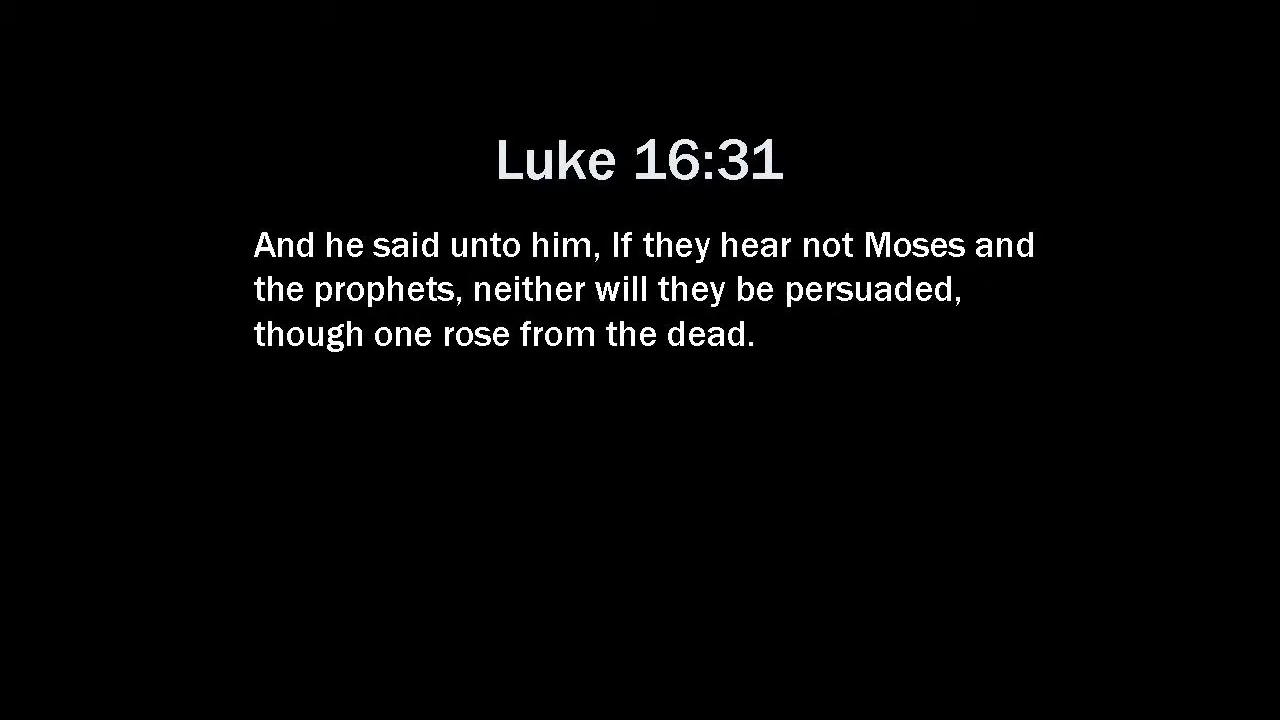 Luke 16:31
And he said unto him, If they hear not Moses and
the prophets, neither will they be persuaded,
though one rose from the dead.